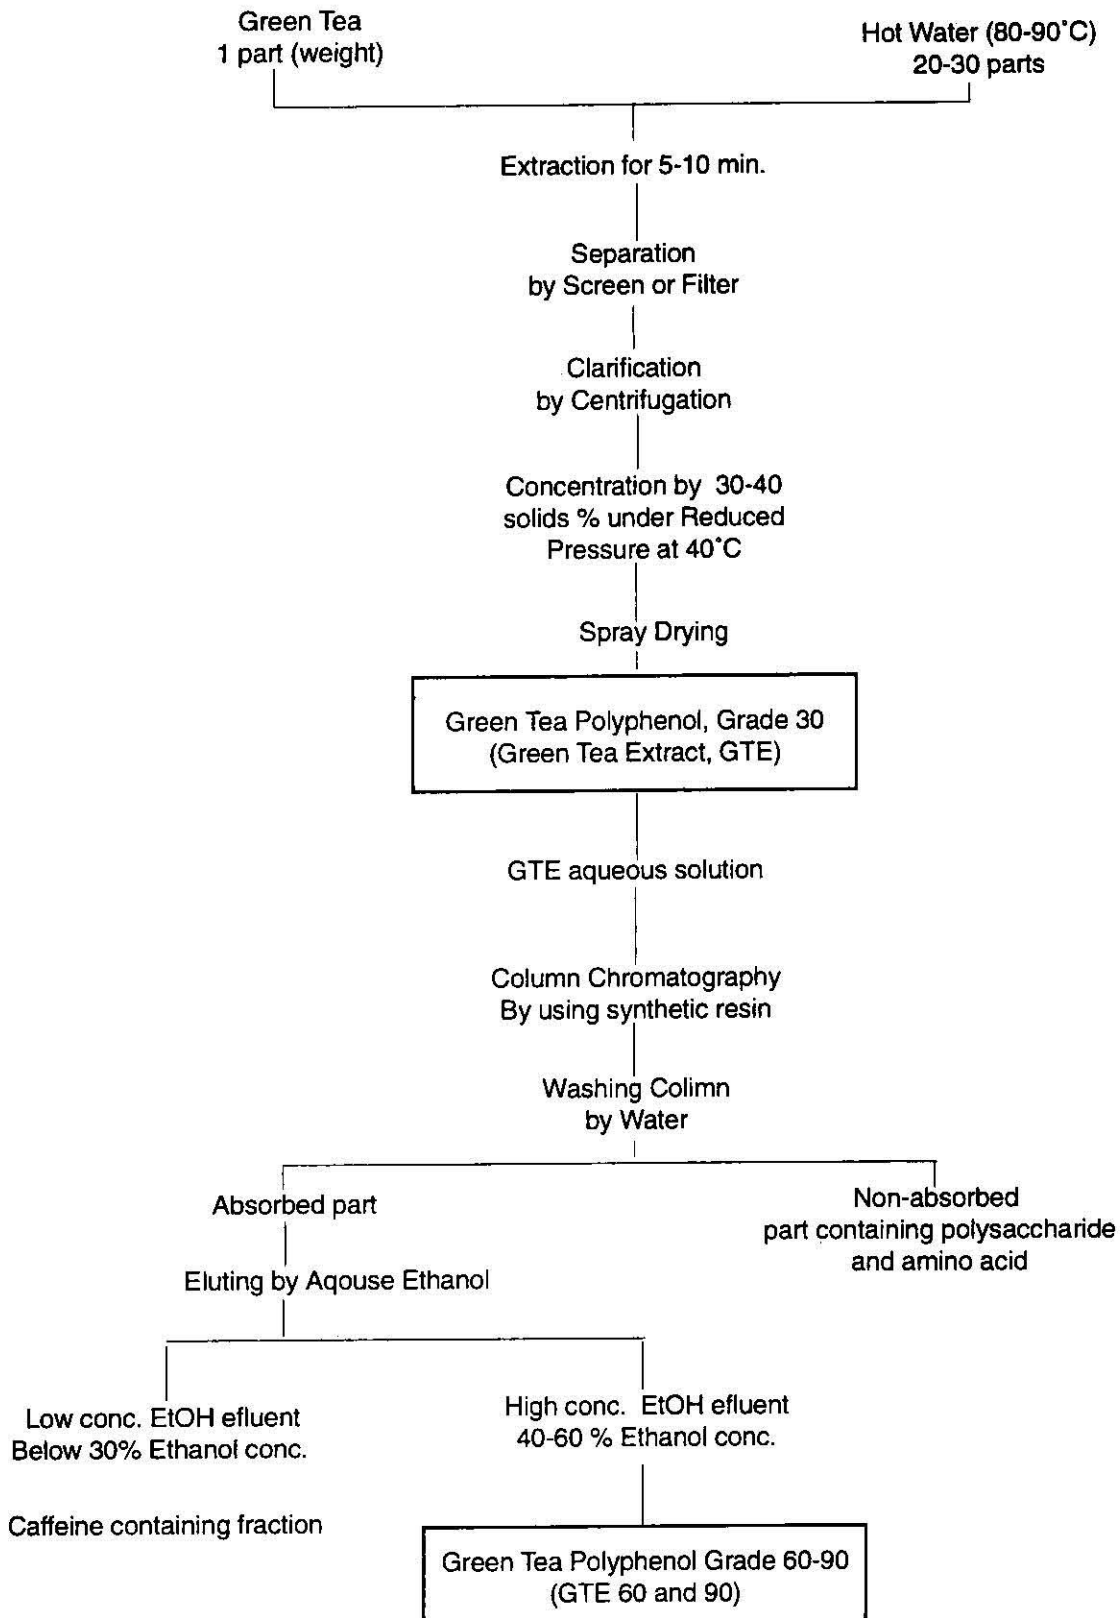 Green Tea
1 part (weight)
Hot Water (80-90°C)
20-30 parts
Extraction for 5-10 min.
Separation
by Screen or Filter
Clarification
by Centrifugation
Concentration by 30-40
solids % under Reduced
Pressure at 40°C
Spray Drying
Green Tea Polyphenol, Grade 30
(Green Tea Extract, GTE)
GTE aqueous solution
Column Chromatography
By using synthetic resin
Washing Colimn
by Water
Absorbed part
Non-absorbed
part containing polysaccharide
and amino acid
Eluting by Aqouse Ethanol
Low conc. EtOH efluent
Below 30% Ethanol conc.
High conc. EtOH efluent
40-60 % Ethanol conc.
Caffeine containing fraction
Green Tea Polyphenol Grade 60-90
(GTE 60 and 90)